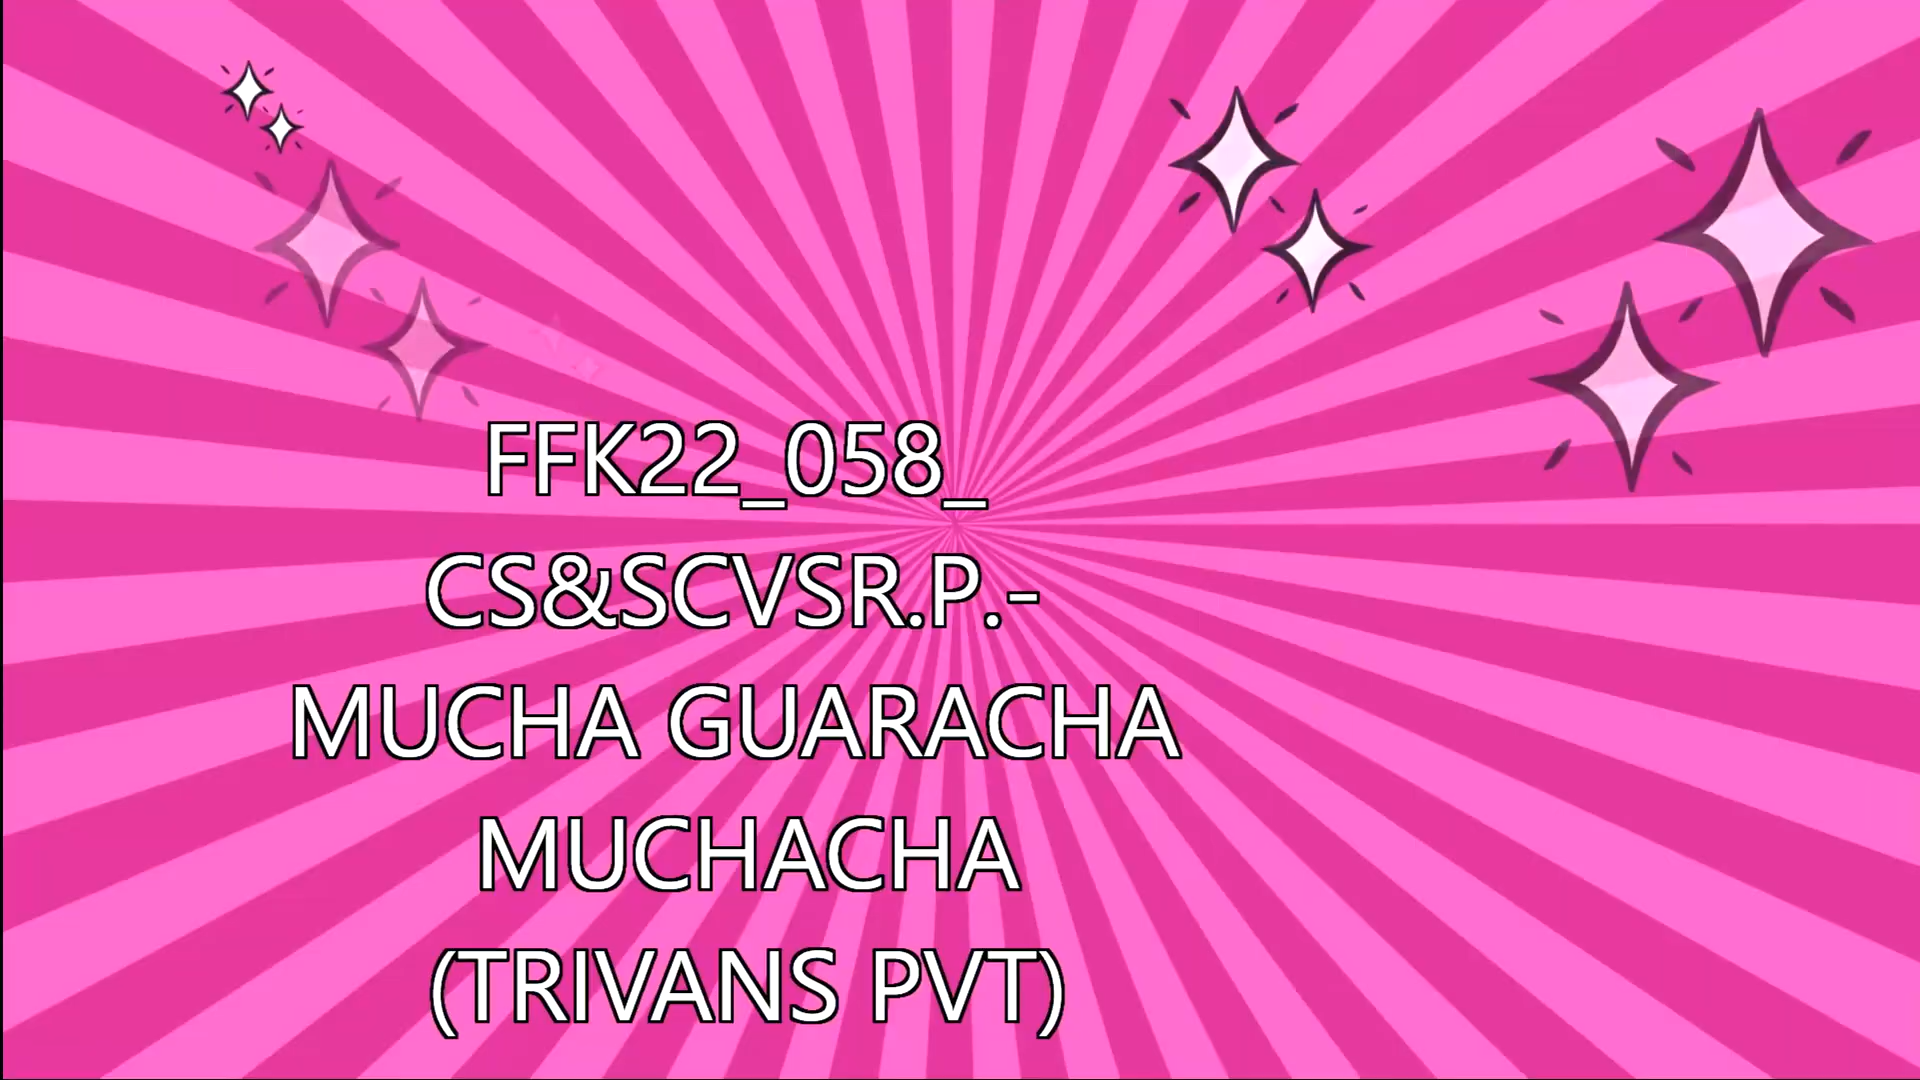 FFK22_058_
CS&SCVSR.P.-
MUCHA GUARACHA
MUCHACHA
(TRIVANS PVT)